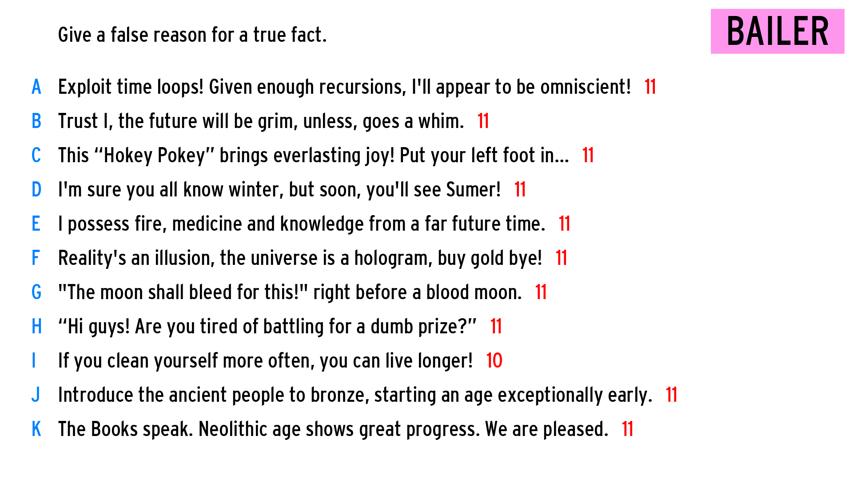 Give a false reason for a true fact.
BAILER
A Exploit time loops! Given enough recursions, I'll appear to be omniscient! 11
B Trust I, the future will be grim, unless, goes a whim. 11
C This “Hokey Pokey” brings everlasting joy! Put your left foot in... 11
D I'm sure you all know winter, but soon, you'll see Sumer! 11
E I possess fire, medicine and knowledge from a far future time. 11
F Reality's an illusion, the universe is a hologram, buy gold bye! 11
G "The moon shall bleed for this!" right before a blood moon. 11
H “Hi guys! Are you tired of battling for a dumb prize?” 11
I If you clean yourself more often, you can live longer! 10
J Introduce the ancient people to bronze, starting an age exceptionally early. 11
K The Books speak. Neolithic age shows great progress. We are pleased. 11